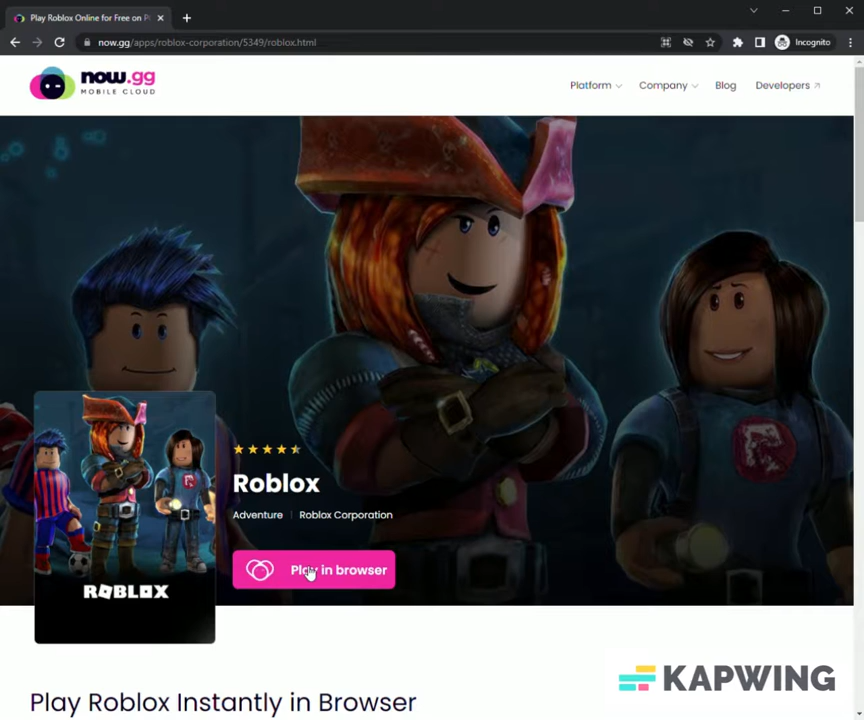 Play Roblox Online for Free on P
now.gg/apps/roblox-corporation/5349/roblox.html
Incognito
now.gg
MOBILE CLOUD
Platform
Company
Blog
Developers
Roblox
Adventure | Roblox Corporation
Play in browser
ROBLOX
KAPWING
Play Roblox Instantly in Browser